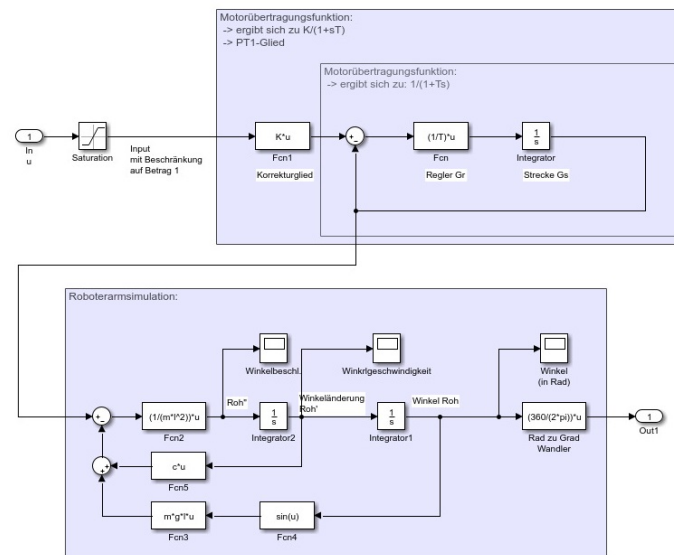 Motorübertragungsfunktion:
-> ergibt sich zu K/(1+sT)
-> PT1-Glied
Motorübertragungsfunktion:
-> ergibt sich zu: 1/(1+Ts)
1
In
u
Saturation
Input
mit Beschränkung
auf Betrag 1
K*u
Fcn1
Korrekturglied
+
-
(1/T)*u
Fcn
Regler Gr
1
s
Integrator
Strecke Gs
Roboterarmsimulation:
Winkelbeschl.
Winkrlgeschwindigkeit
Winkel
(in Rad)
+
-
(1/(m*l^2))*u
Fcn2
Roh"
1
s
Integrator2
Winkeländerung
Roh'
1
s
Integrator1
Winkel Roh
(360/(2*pi))*u
Rad zu Grad
Wandler
1
Out1
+
+
c*u
Fcn5
m*g*l*u
Fcn3
sin(u)
Fcn4